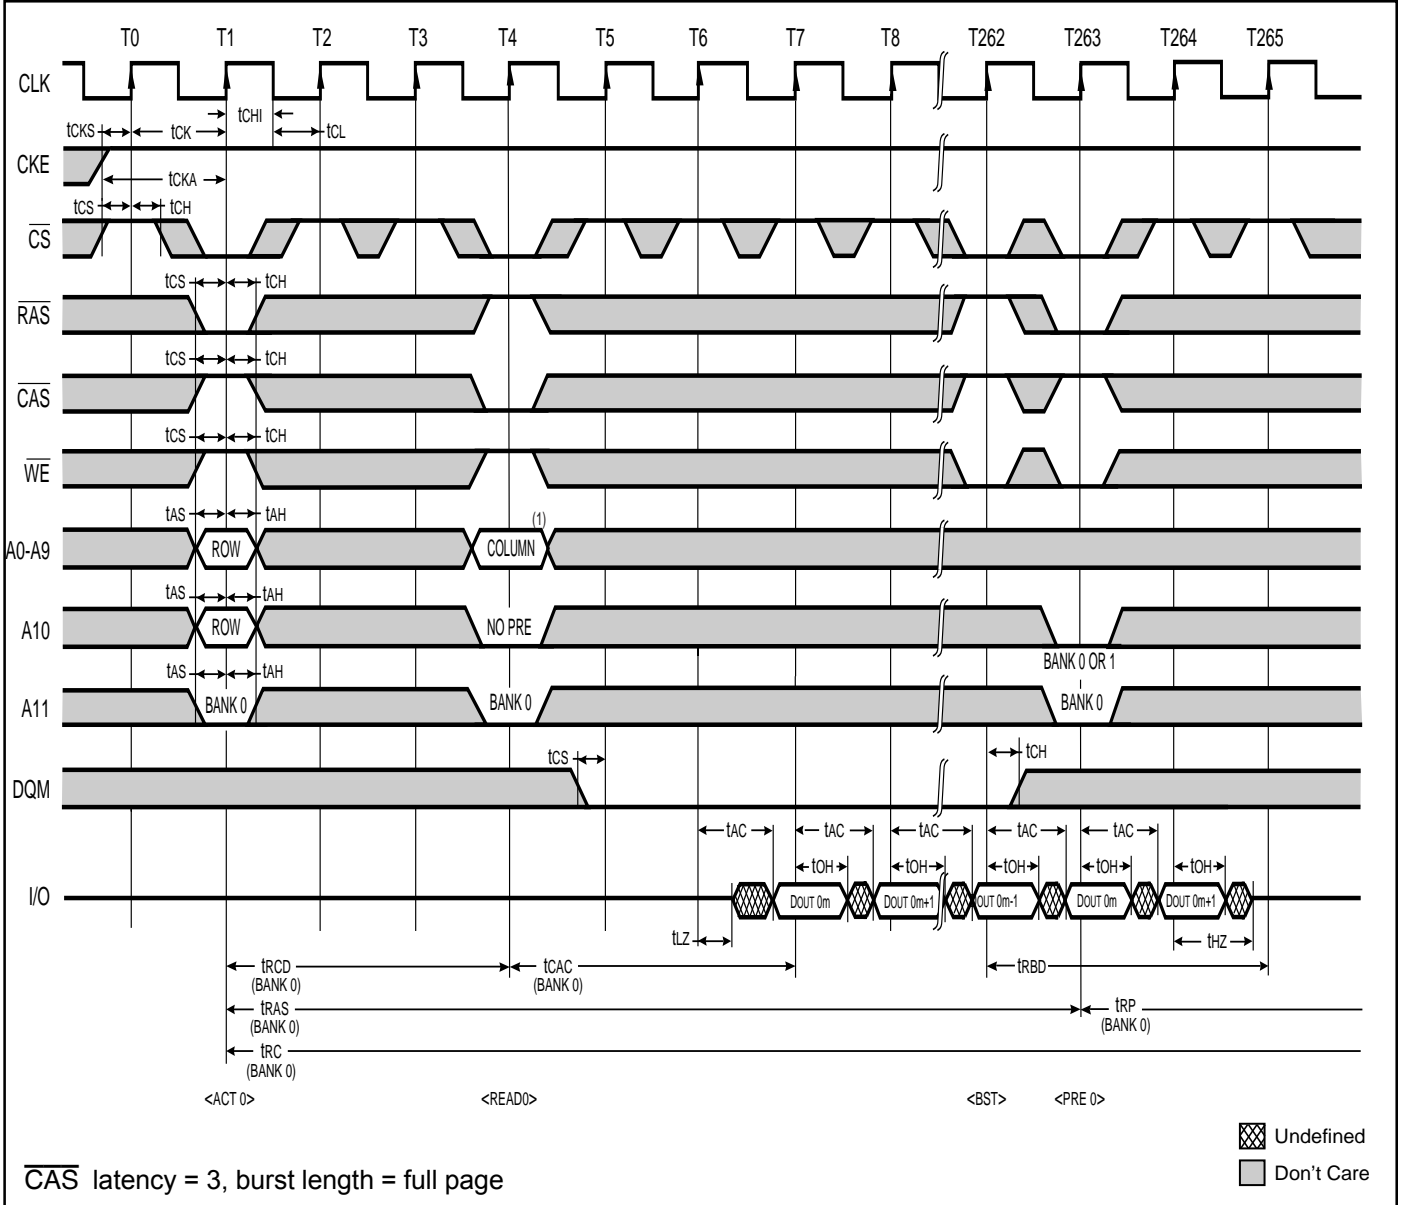 T0 T1 T2 T3 T4 T5 T6 T7 T8 T262 T263 T264 T265
CLK
tCHI
tCKS tCK tCL
CKE
tCKA
tCS tCH
CS
tCS tCH
RAS
tCS tCH
CAS
tCS tCH
WE
tAS tAH (1)
A0-A9 ROW COLUMN
tAS tAH
A10 ROW NO PRE
BANK 0 OR 1
tAS tAH
A11 BANK 0 BANK 0 BANK 0
tCS tCH
DQM
tAC tAC tAC tAC tAC
tOH tOH tOH tOH tOH
I/O DOUT 0m DOUT 0m+1 OUT 0m-1 DOUT 0m DOUT 0m+1
tLZ tHZ
tRCD tCAC tRBD
(BANK 0) (BANK 0)
tRAS tRP
(BANK 0) (BANK 0)
tRC
(BANK 0)
<ACT 0> <READ0> <BST> <PRE 0>
Undefined
Don't Care
CAS latency = 3, burst length = full page